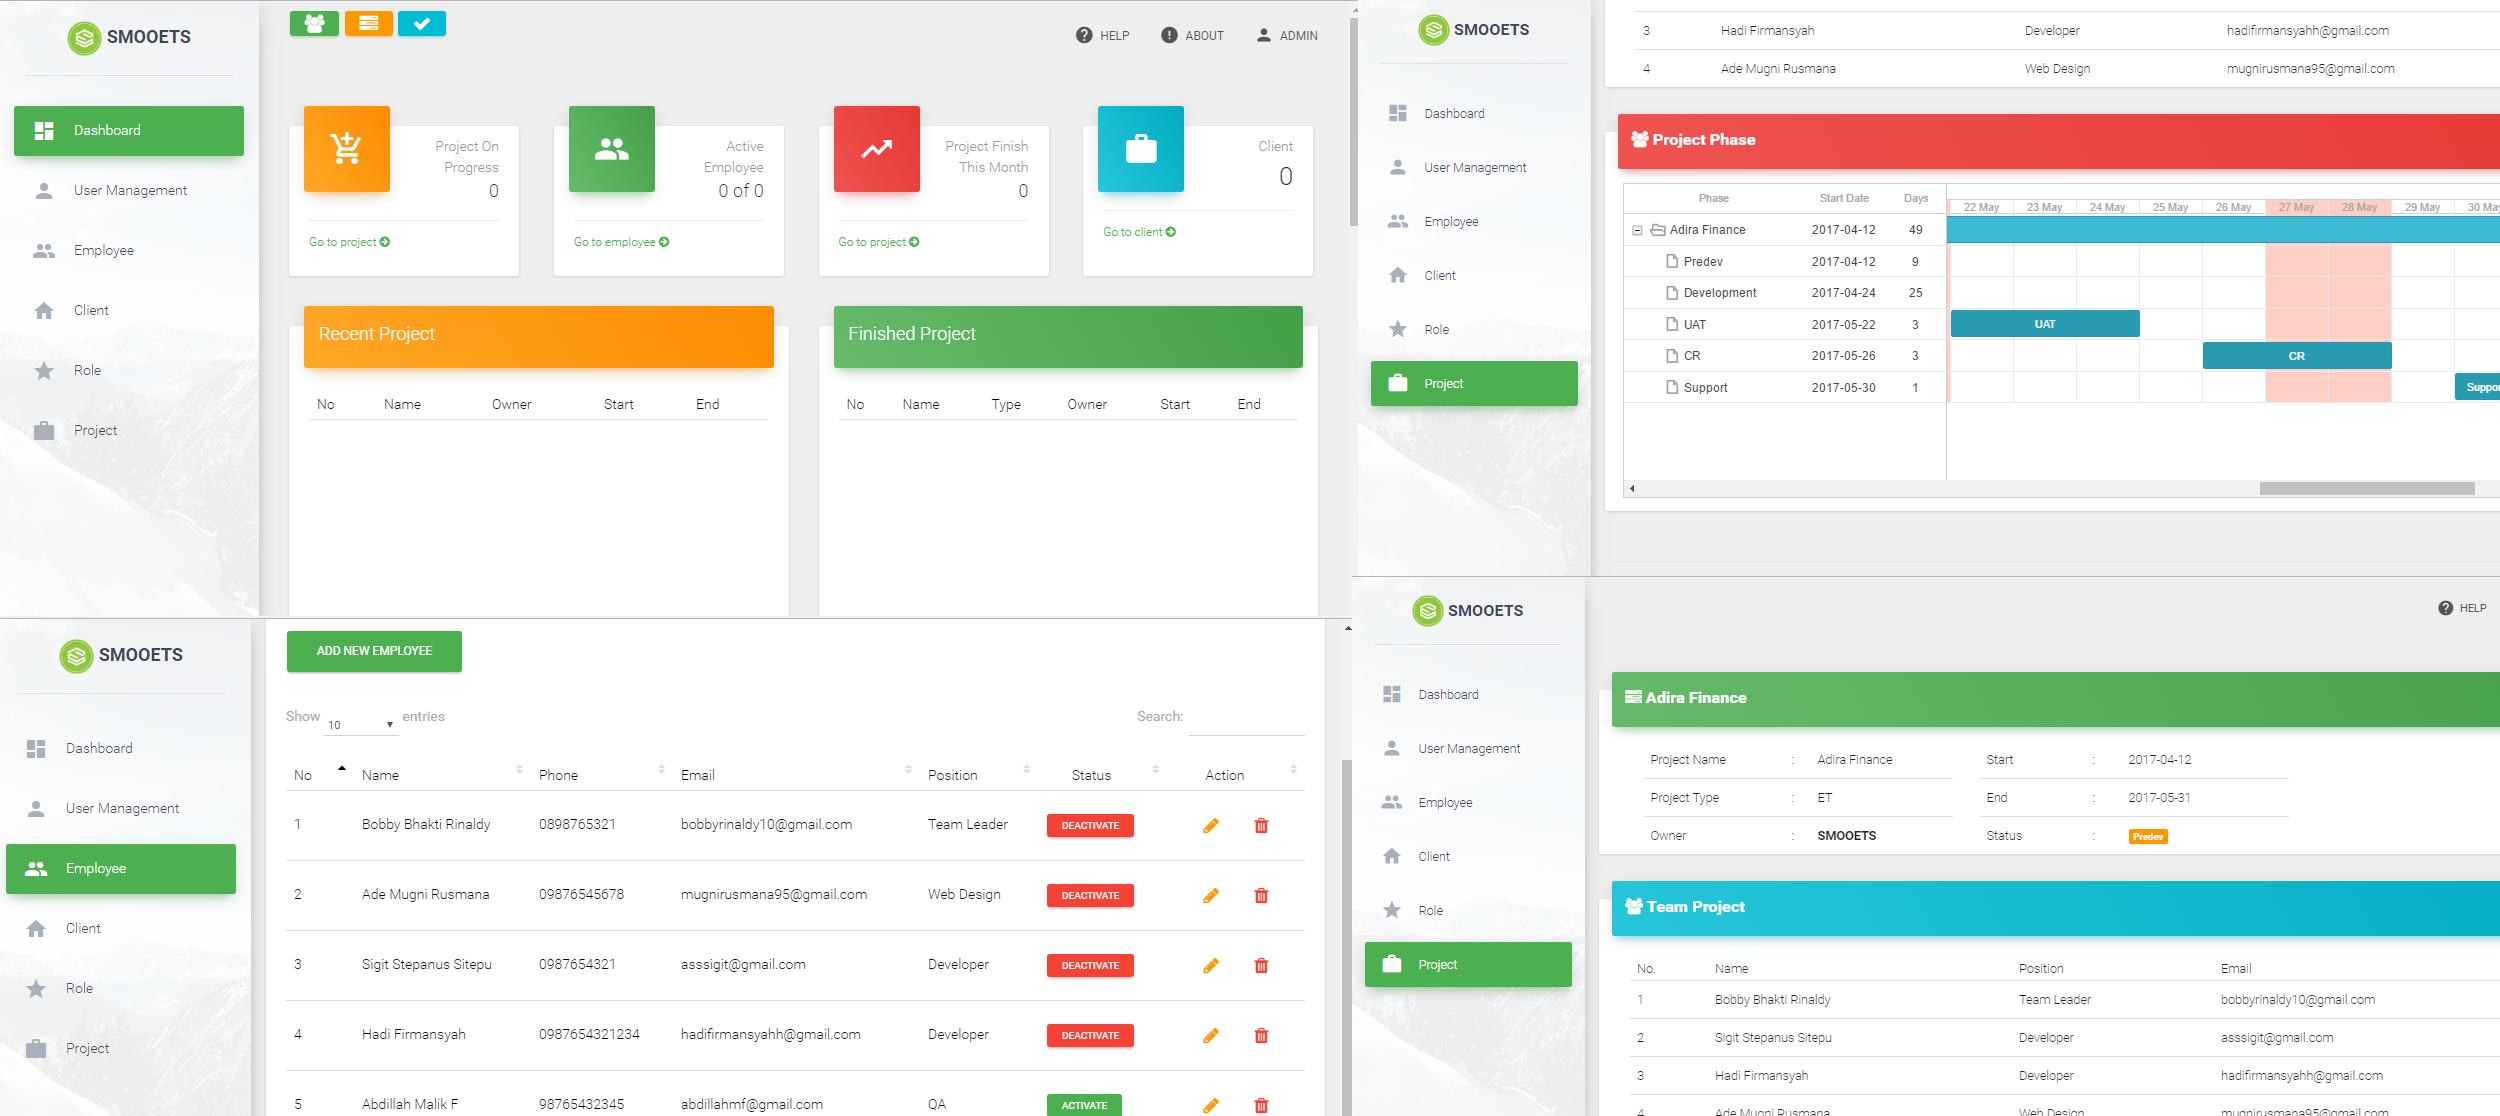 SMOOETS
Dashboard
User Management
Employee
Client
Role
Project
HELP ABOUT ADMIN
Project On Progress
0
Go to project
Active Employee
0 of 0
Go to employee
Project Finish This Month
0
Go to project
Client
0
Go to client
Recent Project
No Name Owner Start End
Finished Project
No Name Type Owner Start End
SMOOETS
Dashboard
User Management
Employee
Client
Role
Project
3 Hadi Firmansyah Developer hadifirmansyahh@gmail.com
4 Ade Mugni Rusmana Web Design mugnirusmana95@gmail.com
Project Phase
Phase Start Date Days 22 May 23 May 24 May 25 May 26 May 27 May 28 May 29 May 30 May
Adira Finance 2017-04-12 49
Predev 2017-04-12 9
Development 2017-04-24 25
UAT 2017-05-22 3 UAT
CR 2017-05-26 3 CR
Support 2017-05-30 1 Suppor
SMOOETS
Dashboard
User Management
Employee
Client
Role
Project
ADD NEW EMPLOYEE
Show 10 entries Search:
No Name Phone Email Position Status Action
1 Bobby Bhakti Rinaldy 0898765321 bobbyrinaldy10@gmail.com Team Leader DEACTIVATE
2 Ade Mugni Rusmana 09876545678 mugnirusmana95@gmail.com Web Design DEACTIVATE
3 Sigit Stepanus Sitepu 0987654321 asssigit@gmail.com Developer DEACTIVATE
4 Hadi Firmansyah 0987654321234 hadifirmansyahh@gmail.com Developer DEACTIVATE
5 Abdillah Malik F 98765432345 abdillahmf@gmail.com QA ACTIVATE
SMOOETS
Dashboard
User Management
Employee
Client
Role
Project
HELP
Adira Finance
Project Name : Adira Finance Start : 2017-04-12
Project Type : ET End : 2017-05-31
Owner : SMOOETS Status : Predev
Team Project
No. Name Position Email
1 Bobby Bhakti Rinaldy Team Leader bobbyrinaldy10@gmail.com
2 Sigit Stepanus Sitepu Developer asssigit@gmail.com
3 Hadi Firmansyah Developer hadifirmansyahh@gmail.com
4 Ade Mugni Rusmana Web Design mugnirusmana95@gmail.com